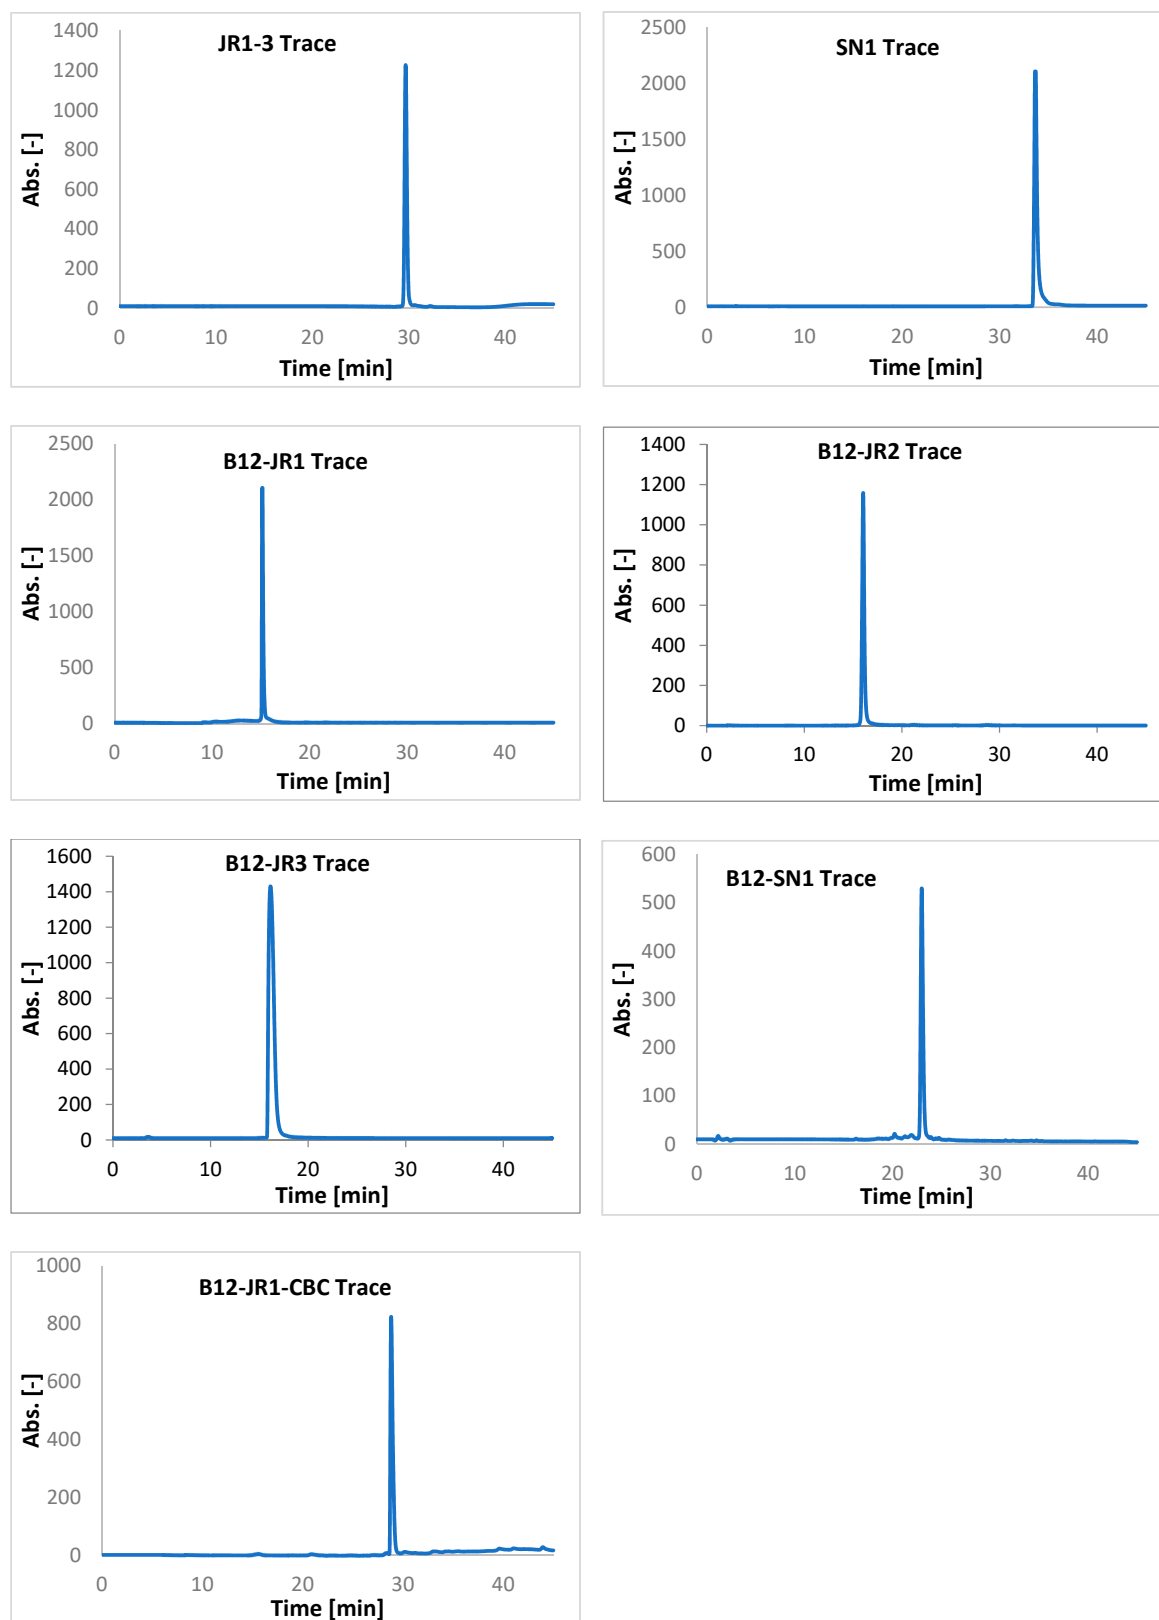 JR1-3 Trace
Abs. [-]
1400
1200
1000
800
600
400
200
0
0 10 20 30 40
Time [min]
SN1 Trace
Abs. [-]
2500
2000
1500
1000
500
0
0 10 20 30 40
Time [min]
B12-JR1 Trace
Abs. [-]
2500
2000
1500
1000
500
0
0 10 20 30 40
Time [min]
B12-JR2 Trace
Abs. [-]
1400
1200
1000
800
600
400
200
0
0 10 20 30 40
Time [min]
B12-JR3 Trace
Abs. [-]
1600
1400
1200
1000
800
600
400
200
0
0 10 20 30 40
Time [min]
B12-SN1 Trace
Abs. [-]
600
500
400
300
200
100
0
0 10 20 30 40
Time [min]
B12-JR1-CBC Trace
Abs. [-]
1000
800
600
400
200
0
0 10 20 30 40
Time [min]